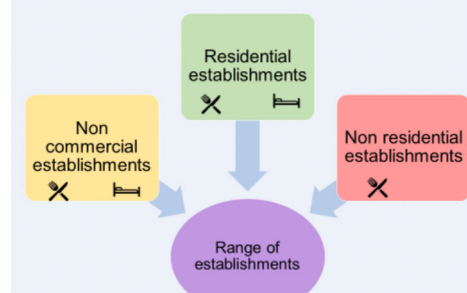 Residential
establishments
Non
commercial
establishments
Non residential
establishments
Range of
establishments